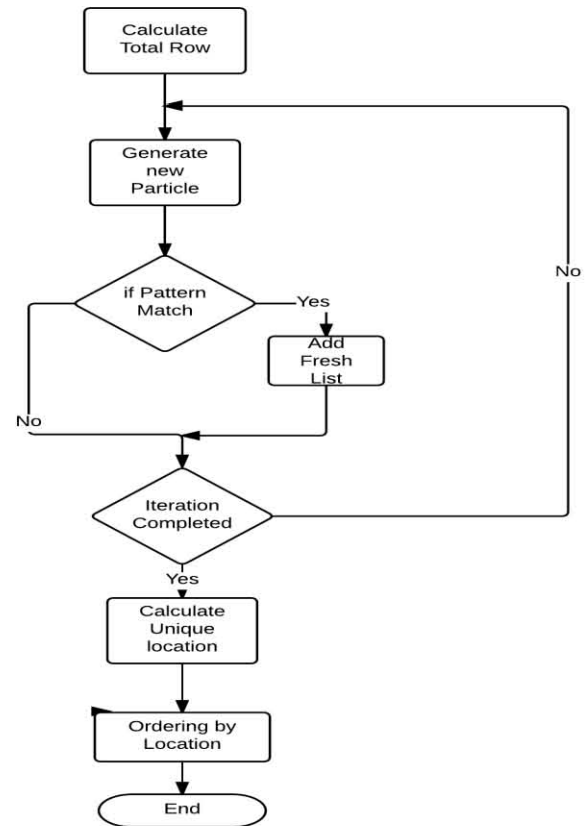 Calculate
Total Row
Generate
new
Particle
if Pattern
Match
Yes
Add
Fresh
List
No
No
Iteration
Completed
Yes
Calculate
Unique
location
Ordering by
Location
End